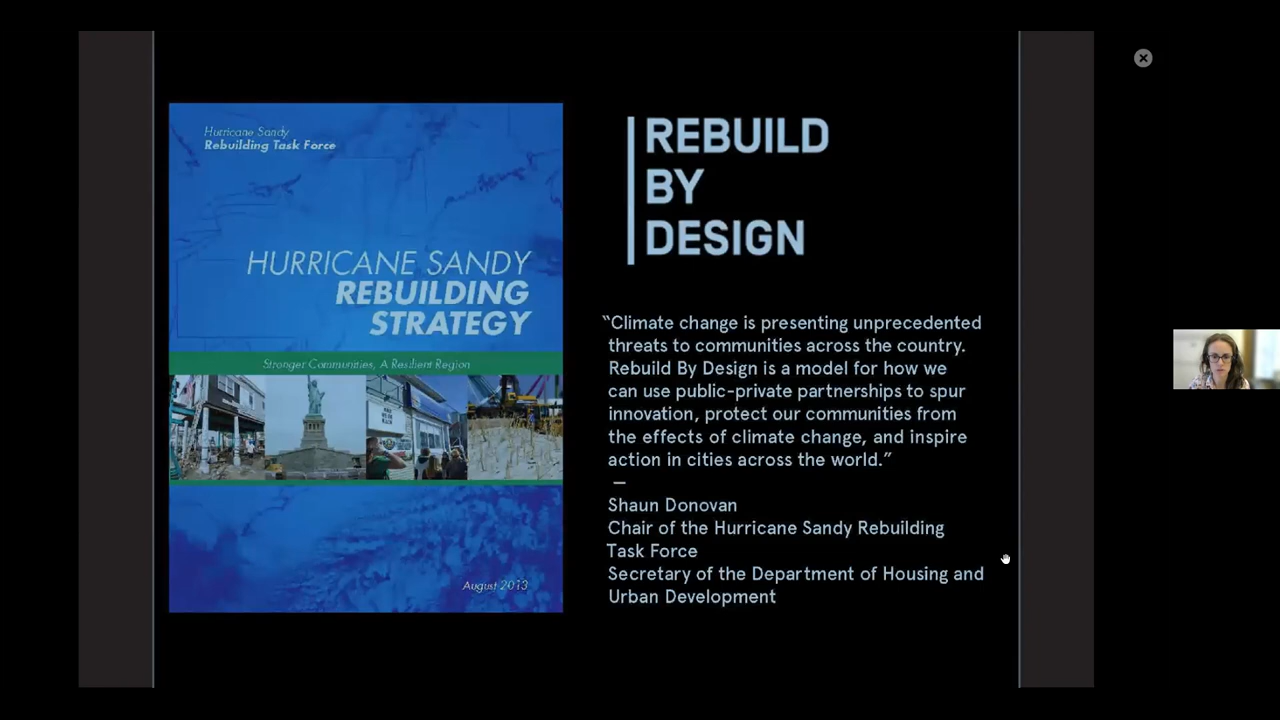 Hurricane Sandy
Rebuilding Task Force
HURRICANE SANDY
REBUILDING
STRATEGY
Stronger Communities, A Resilient Region
August 2013
REBUILD
BY
DESIGN
“Climate change is presenting unprecedented
threats to communities across the country.
Rebuild By Design is a model for how we
can use public-private partnerships to spur
innovation, protect our communities from
the effects of climate change, and inspire
action in cities across the world.”
—
Shaun Donovan
Chair of the Hurricane Sandy Rebuilding
Task Force
Secretary of the Department of Housing and
Urban Development